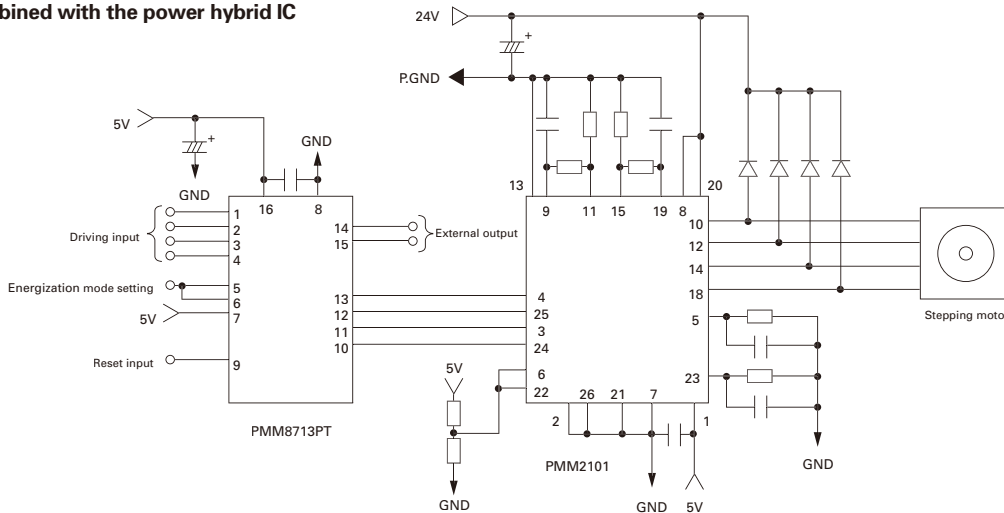 bined with the power hybrid IC
24V
+
P.GND
5V
+
GND
GND
13
20
16
8
9
11
15
19
8
Driving input
1
2
3
4
14
15
External output
10
12
14
18
Energization mode setting
5
6
5V
7
Reset input
9
13
12
11
10
4
25
3
24
6
22
5
23
Stepping moto
5V
26
21
7
2
1
PMM8713PT
PMM2101
GND
GND
5V
GND